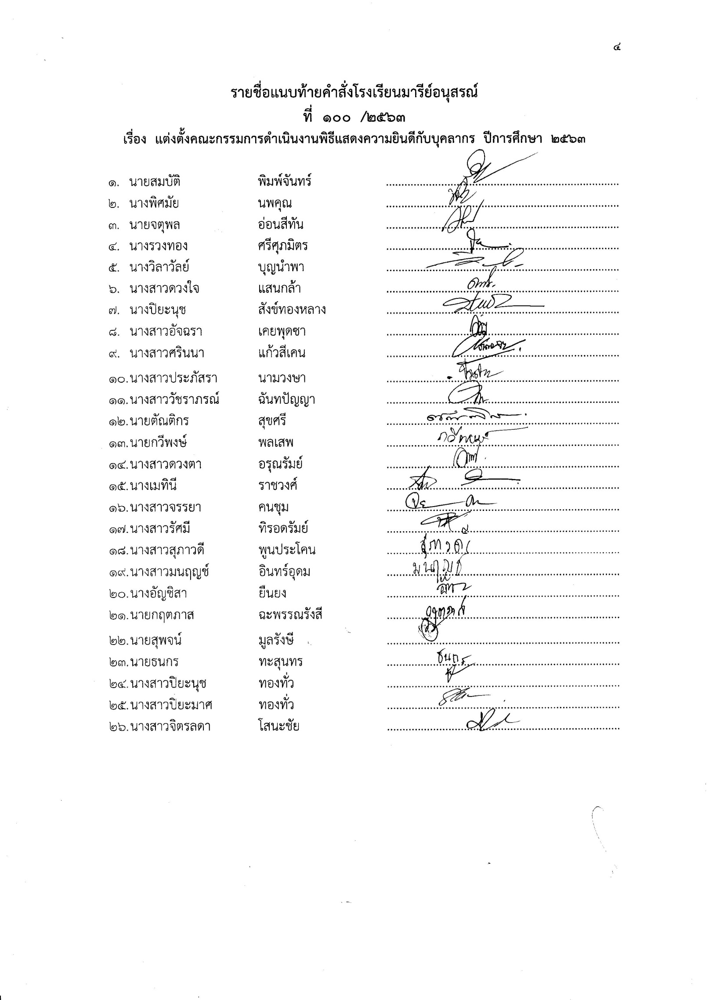 ๔
รายชื่อแนบท้ายคำสั่งโรงเรียนมารีย์อนุสรณ์
ที่ ๑๐๐ /๒๕๖๓
เรื่อง แต่งตั้งคณะกรรมการดำเนินงานพิธีแสดงความยินดีกับบุคลากร ปีการศึกษา ๒๕๖๓
๑. นายสมบัติ พิมพ์จันทร์
๒. นางพิศมัย นพคุณ
๓. นายจตุพล อ่อนสีทัน
๔. นางรวงทอง ศรีศุภมิตร
๕. นางวิลาวัลย์ บุญนำพา
๖. นางสาวดวงใจ แสนกล้า
๗. นางปิยะนุช สังข์ทองหลาง
๘. นางสาวอัจฉรา เคยพุดซา
๙. นางสาวศรินนา แก้วสีเคน
๑๐. นางสาวประภัสรา นามวงษา
๑๑. นางสาววัชราภรณ์ ฉันทปัญญา
๑๒. นายตัณติกร สุขศรี
๑๓. นายกวีพงษ์ พลเสพ กวีพงษ์
๑๔. นางสาวดวงตา อรุณรัมย์
๑๕. นางเมทินี ราชวงศ์
๑๖. นางสาวจรรยา คนชุม
๑๗. นางสาวรัศมี ทิรอดรัมย์
๑๘. นางสาวสุภาวดี พูนประโคน สุภาวดี
๑๙. นางสาวมนฤญช์ อินทร์อุดม มนฤญช์
๒๐. นางอัญชิสา ยืนยง
๒๑. นายกฤตภาส ฉะพรรณรังสี กฤตภาส
๒๒. นายสุพจน์ มูลรังษี
๒๓. นายธนกร ทะสุนทร ธนกร
๒๔. นางสาวปิยะนุช ทองทั่ว
๒๕. นางสาวปิยะมาศ ทองทั่ว
๒๖. นางสาวจิตรลดา โสนะชัย